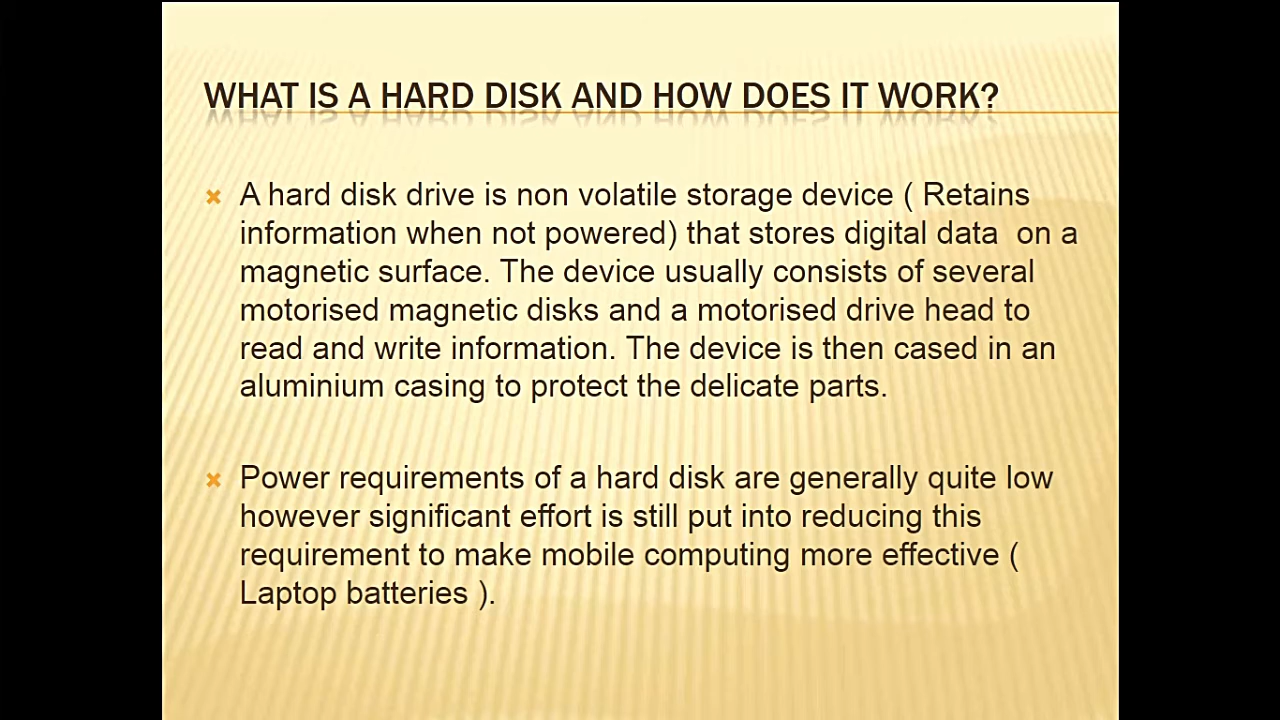 WHAT IS A HARD DISK AND HOW DOES IT WORK?
A hard disk drive is non volatile storage device ( Retains
information when not powered) that stores digital data  on a
magnetic surface. The device usually consists of several
motorised magnetic disks and a motorised drive head to
read and write information. The device is then cased in an
aluminium casing to protect the delicate parts.
Power requirements of a hard disk are generally quite low
however significant effort is still put into reducing this
requirement to make mobile computing more effective (
Laptop batteries ).